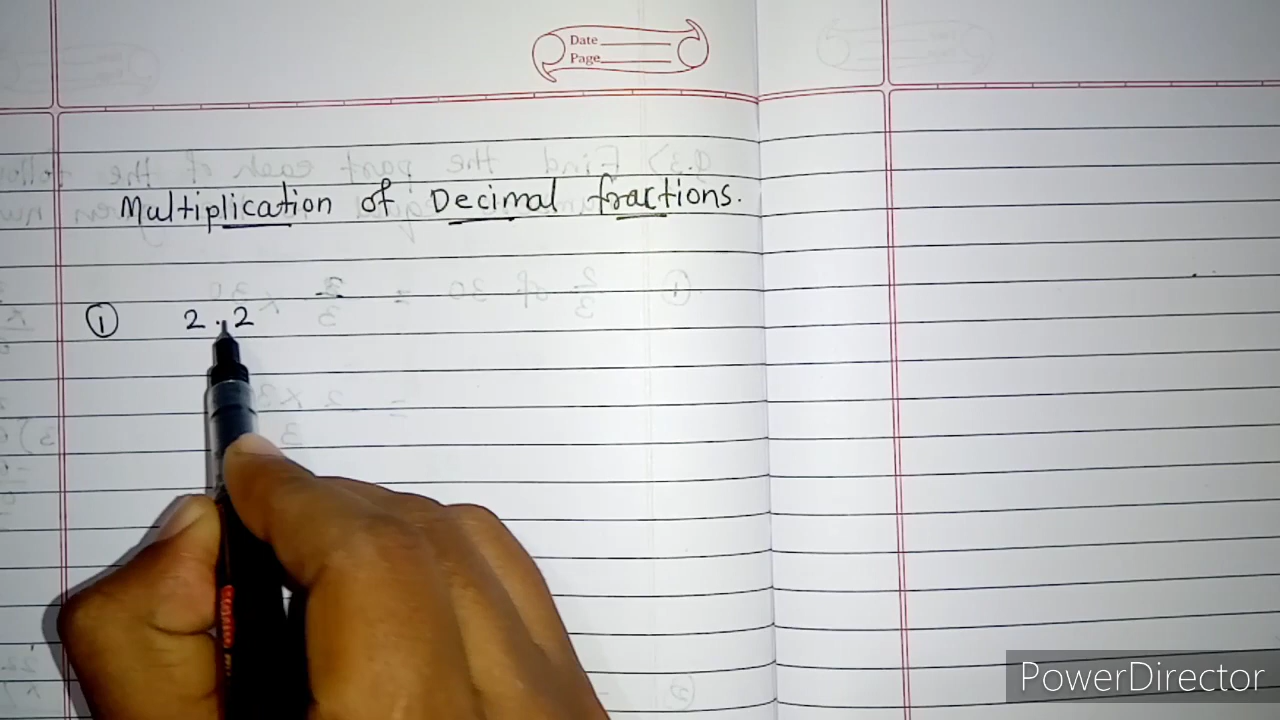 Date
Page
Multiplication of Decimal fractions.
① 2.2
PowerDirector